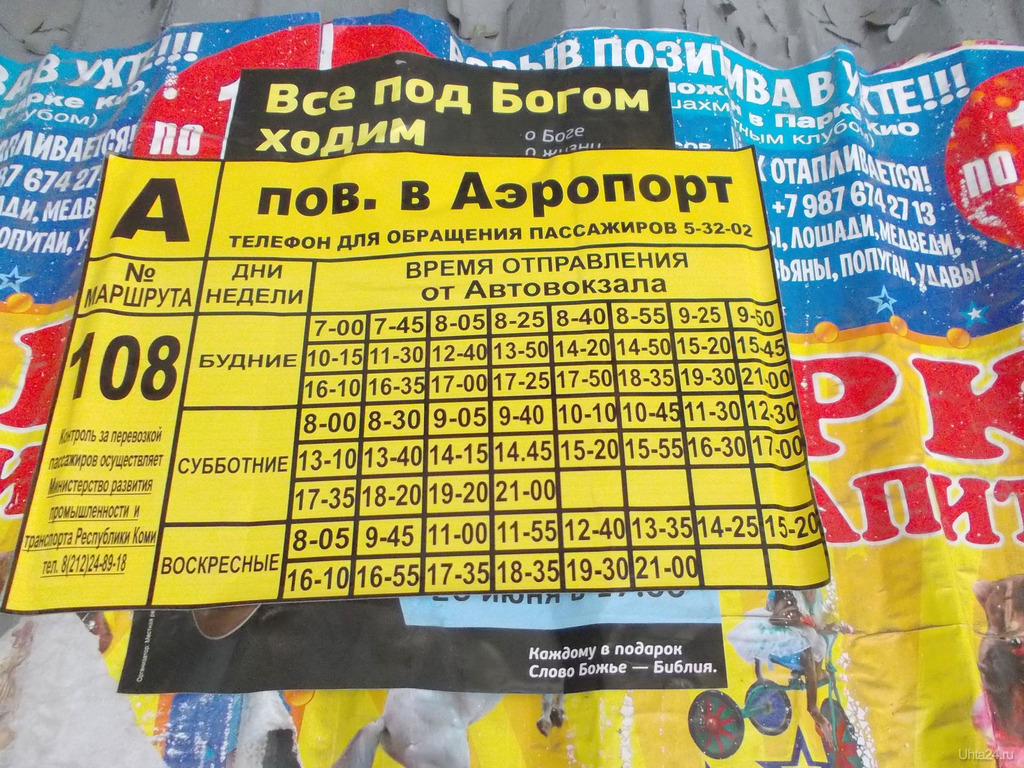 УХТЕ!!!
ПОЗИТИВА В УХТЕ!!!
в Парке
клубом)
ОТАПЛИВАЕТСЯ!
+7 987 674 27 13
ЛОШАДИ, МЕДВЕДИ,
ПОПУГАИ, УДАВЫ
ПО
ПО
Все под Богом
ходим
о Боге
о жизни
А
пов. в Аэропорт
ТЕЛЕФОН ДЛЯ ОБРАЩЕНИЯ ПАССАЖИРОВ 5-32-02
№
МАРШРУТА
ДНИ
НЕДЕЛИ
ВРЕМЯ ОТПРАВЛЕНИЯ
от Автовокзала
108
БУДНИЕ
7-00 7-45 8-05 8-25 8-40 8-55 9-25 9-50
10-15 11-30 12-40 13-50 14-20 14-50 15-20 15-45
16-10 16-35 17-00 17-25 17-50 18-35 19-30 21-00
СУББОТНИЕ
8-00 8-30 9-05 9-40 10-10 10-45 11-30 12-30
13-10 13-40 14-15 14.45 15-20 15-55 16-30 17-00
17-35 18-20 19-20 21-00
ВОСКРЕСНЫЕ
8-05 9-45 11-00 11-55 12-40 13-35 14-25 15-20
16-10 16-55 17-35 18-35 19-30 21-00
Контроль за перевозкой
пассажиров осуществляет
Министерство развития
промышленности и
транспорта Республики Коми
тел. 8(212)24-89-18
Каждому в подарок
Слово Божье — Библия.
Uhta24.ru